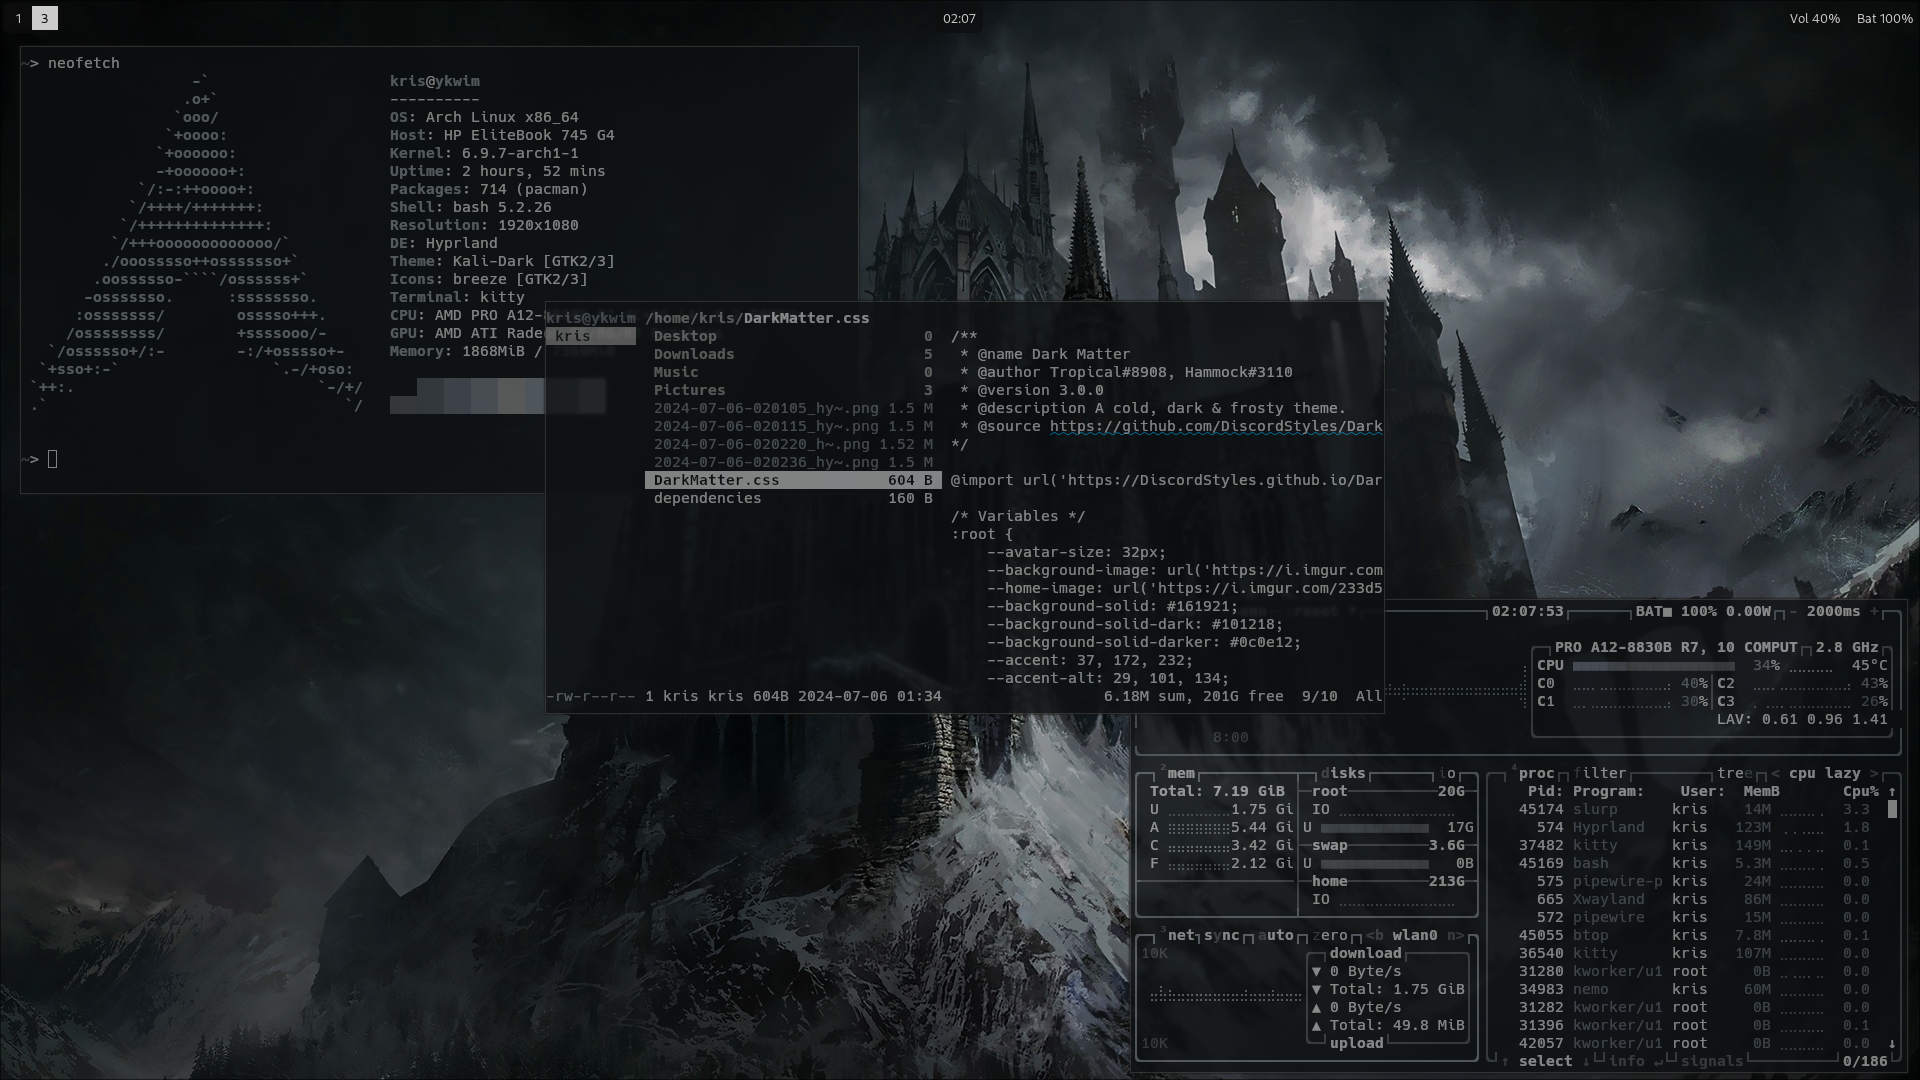 1 3
02:07
Vol 40% Bat 100%
~> neofetch
kris@ykwim
----------
OS: Arch Linux x86_64
Host: HP EliteBook 745 G4
Kernel: 6.9.7-arch1-1
Uptime: 2 hours, 52 mins
Packages: 714 (pacman)
Shell: bash 5.2.26
Resolution: 1920x1080
DE: Hyprland
Theme: Kali-Dark [GTK2/3]
Icons: breeze [GTK2/3]
Terminal: kitty
CPU: AMD PRO A12-
GPU: AMD ATI Rade
Memory: 1868MiB /
~>
kris@ykwim /home/kris/DarkMatter.css
kris
Desktop 0
Downloads 5
Music 0
Pictures 3
2024-07-06-020105_hy~.png 1.5 M
2024-07-06-020115_hy~.png 1.5 M
2024-07-06-020220_h~.png 1.52 M
2024-07-06-020236_hy~.png 1.5 M
DarkMatter.css 604 B
dependencies 160 B
/**
* @name Dark Matter
* @author Tropical#8908, Hammock#3110
* @version 3.0.0
* @description A cold, dark & frosty theme.
* @source https://github.com/DiscordStyles/Dark
*/
@import url('https://DiscordStyles.github.io/Dar
/* Variables */
:root {
--avatar-size: 32px;
--background-image: url('https://i.imgur.com
--home-image: url('https://i.imgur.com/233d5
--background-solid: #161921;
--background-solid-dark: #101218;
--background-solid-darker: #0c0e12;
--accent: 37, 172, 232;
--accent-alt: 29, 101, 134;
-rw-r--r-- 1 kris kris 604B 2024-07-06 01:34 6.18M sum, 201G free 9/10 All
02:07:53 BAT■ 100% 0.00W - 2000ms +
PRO A12-8830B R7, 10 COMPUT 2.8 GHz
CPU 34% 45°C
C0 40% C2 43%
C1 30% C3 26%
LAV: 0.61 0.96 1.41
8:00
2mem disks io
Total: 7.19 GiB root 20G
U 1.75 Gi IO
A 5.44 Gi U 17G
C 3.42 Gi swap 3.6G
F 2.12 Gi U 0B
home 213G
IO
3net sync auto zero <b wlan0 n>
10K download
▼ 0 Byte/s
▼ Total: 1.75 GiB
▲ 0 Byte/s
▲ Total: 49.8 MiB
10K upload
4proc filter tree < cpu lazy >
Pid: Program: User: MemB Cpu% ↑
45174 slurp kris 14M 3.3
574 Hyprland kris 123M 1.8
37482 kitty kris 149M 0.1
45169 bash kris 5.3M 0.5
575 pipewire-p kris 24M 0.0
665 Xwayland kris 86M 0.0
572 pipewire kris 15M 0.0
45055 btop kris 7.8M 0.1
36540 kitty kris 107M 0.0
31280 kworker/u1 root 0B 0.0
34983 nemo kris 60M 0.0
31282 kworker/u1 root 0B 0.0
31396 kworker/u1 root 0B 0.1
42057 kworker/u1 root 0B 0.0 ↓
↑ select ↓ info ↵ signals 0/186